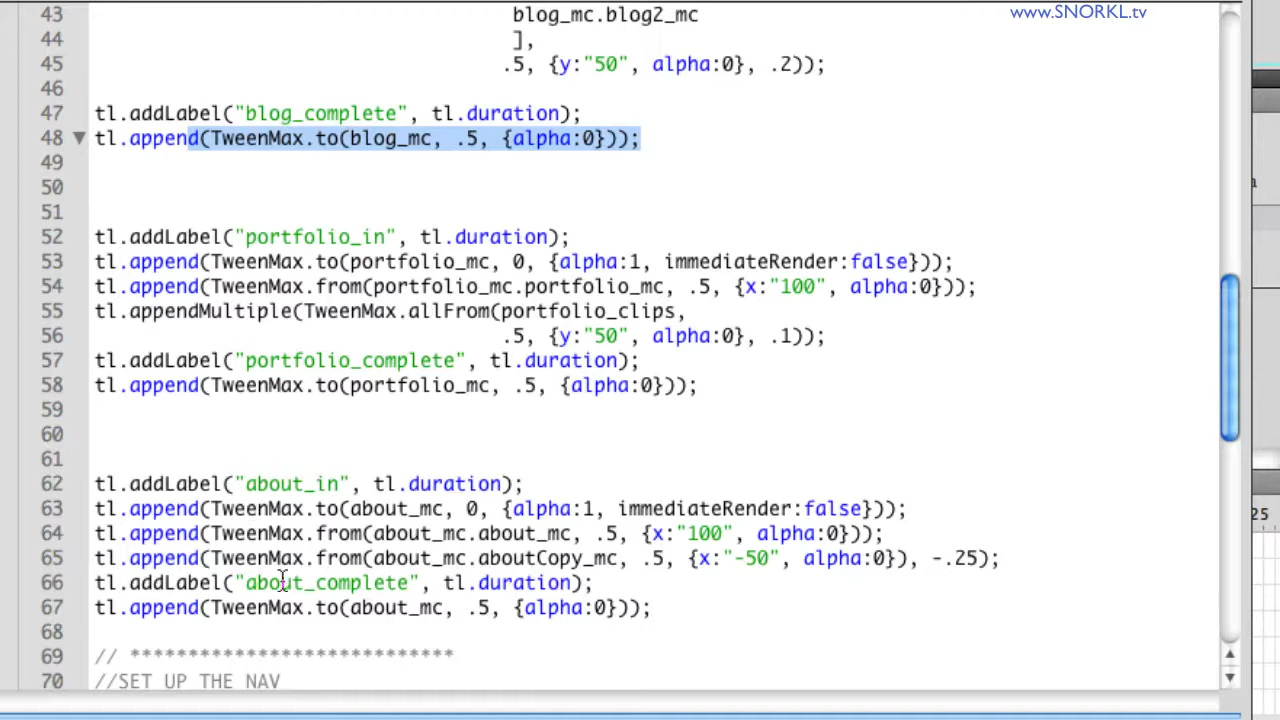 www.SNORKL.tv
43 blog_mc.blog2_mc
44 ],
45 .5, {y:"50", alpha:0}, .2));
46
47 tl.addLabel("blog_complete", tl.duration);
48 tl.append(TweenMax.to(blog_mc, .5, {alpha:0}));
49
50
51
52 tl.addLabel("portfolio_in", tl.duration);
53 tl.append(TweenMax.to(portfolio_mc, 0, {alpha:1, immediateRender:false}));
54 tl.append(TweenMax.from(portfolio_mc.portfolio_mc, .5, {x:"100", alpha:0}));
55 tl.appendMultiple(TweenMax.allFrom(portfolio_clips,
56 .5, {y:"50", alpha:0}, .1));
57 tl.addLabel("portfolio_complete", tl.duration);
58 tl.append(TweenMax.to(portfolio_mc, .5, {alpha:0}));
59
60
61
62 tl.addLabel("about_in", tl.duration);
63 tl.append(TweenMax.to(about_mc, 0, {alpha:1, immediateRender:false}));
64 tl.append(TweenMax.from(about_mc.about_mc, .5, {x:"100", alpha:0}));
65 tl.append(TweenMax.from(about_mc.aboutCopy_mc, .5, {x:"-50", alpha:0}), -.25);
66 tl.addLabel("about_complete", tl.duration);
67 tl.append(TweenMax.to(about_mc, .5, {alpha:0}));
68
69 // ****************************
70 //SET UP THE NAV
25